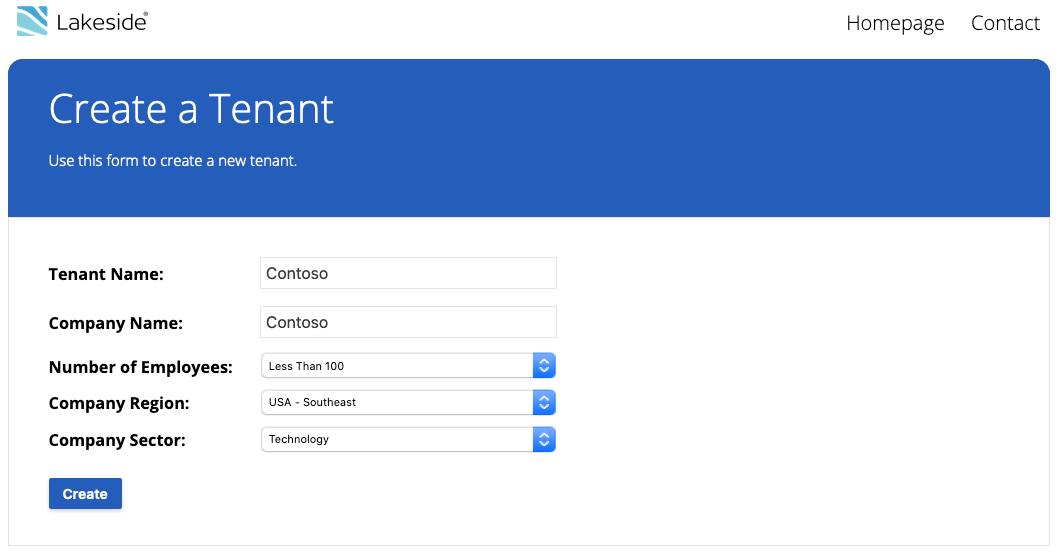 Lakeside®
Homepage Contact
Create a Tenant
Use this form to create a new tenant.
Tenant Name: Contoso
Company Name: Contoso
Number of Employees: Less Than 100
Company Region: USA - Southeast
Company Sector: Technology
Create